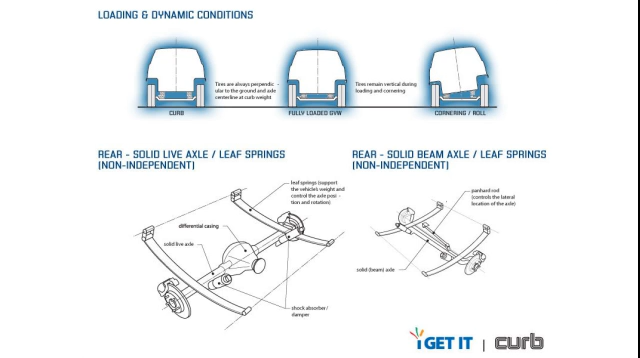 LOADING & DYNAMIC CONDITIONS
Tires are always perpendic -
ular to the ground and axle
centerline at curb weight
Tires remain vertical during
loading and cornering
CURB
FULLY LOADED GVW
CORNERING / ROLL
REAR - SOLID LIVE AXLE / LEAF SPRINGS
(NON-INDEPENDENT)
REAR - SOLID BEAM AXLE / LEAF SPRINGS
(NON-INDEPENDENT)
leaf springs (support
the vehicle's weight and
control the axle posi -
tion and rotation)
differential casing
solid live axle
shock absorber/
damper
panhard rod
(controls the lateral
location of the axle)
solid (beam) axle
iGET IT | curb